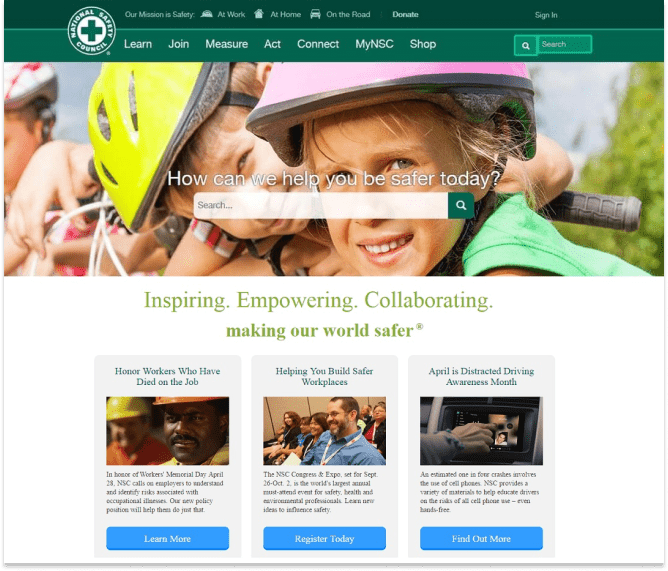 NATIONAL SAFETY COUNCIL
Our Mission is Safety: At Work At Home On the Road Donate Sign In
Learn Join Measure Act Connect MyNSC Shop Search
How can we help you be safer today?
Search...
Inspiring. Empowering. Collaborating.
making our world safer®
Honor Workers Who Have
Died on the Job
In honor of Workers' Memorial Day April
28, NSC calls on employers to understand
and identify risks associated with
occupational illnesses. Our new policy
position will help them do just that.
Learn More
Helping You Build Safer
Workplaces
The NSC Congress & Expo, set for Sept.
26-Oct. 2, is the world's largest annual
must-attend event for safety, health and
environmental professionals. Learn new
ideas to influence safety.
Register Today
April is Distracted Driving
Awareness Month
An estimated one in four crashes involves
the use of cell phones. NSC provides a
variety of materials to help educate drivers
on the risks of all cell phone use – even
hands-free.
Find Out More